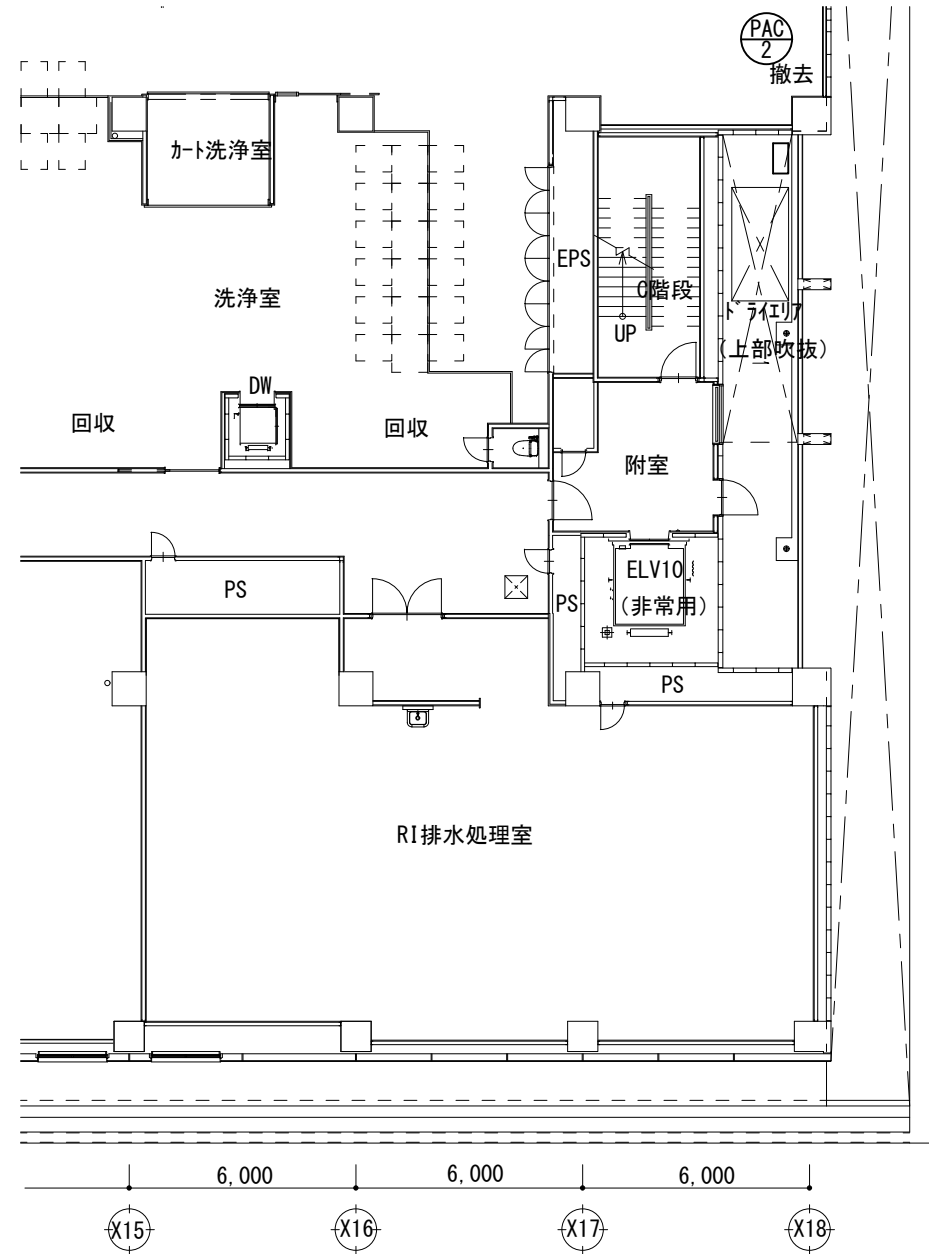 PAC
2
撤去
ｶｰﾄ洗浄室
EPS
C階段
洗浄室
ﾄﾞﾗｲｴﾘｱ
UP
(上部吹抜)
DW
回収
回収
附室
ELV10
PS
PS
(非常用)
PS
RI排水処理室
6,000
6,000
6,000
X15
X16
X17
X18